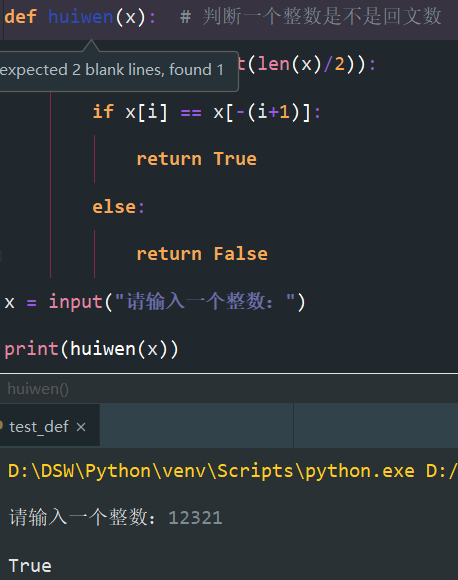 def huiwen(x):  # 判断一个整数是不是回文数
expected 2 blank lines, found 1
t(len(x)/2)):
if x[i] == x[-(i+1)]:
return True
else:
return False
x = input("请输入一个整数：")
print(huiwen(x))
huiwen()
test_def ×
D:\DSW\Python\venv\Scripts\python.exe D:/
请输入一个整数：12321
True